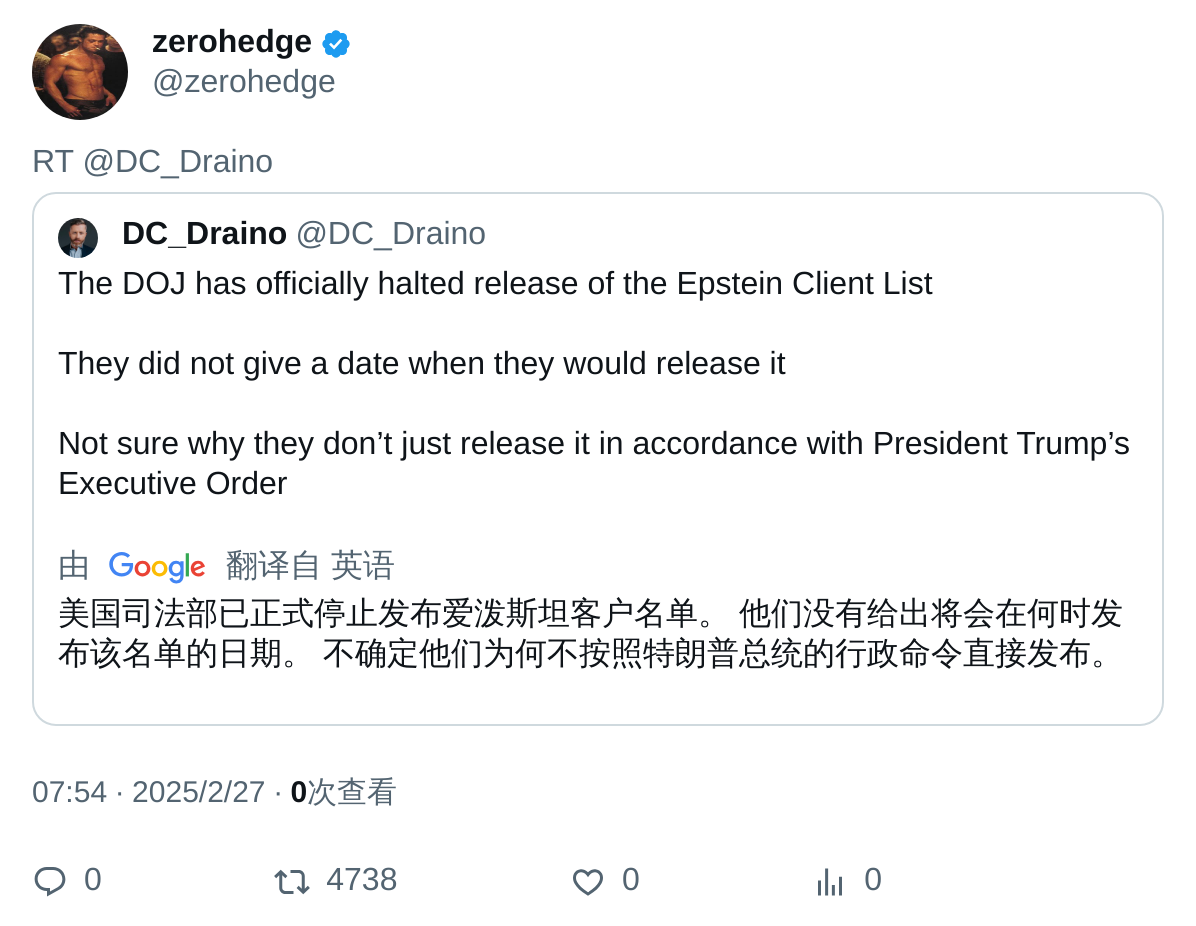 zerohedge
@zerohedge
RT @DC_Draino
DC_Draino @DC_Draino
The DOJ has officially halted release of the Epstein Client List
They did not give a date when they would release it
Not sure why they don’t just release it in accordance with President Trump’s
Executive Order
由 Google 翻译自 英语
美国司法部已正式停止发布爱泼斯坦客户名单。 他们没有给出将会在何时发
布该名单的日期。 不确定他们为何不按照特朗普总统的行政命令直接发布。
07:54 · 2025/2/27 · 0次查看
0 4738 0 0